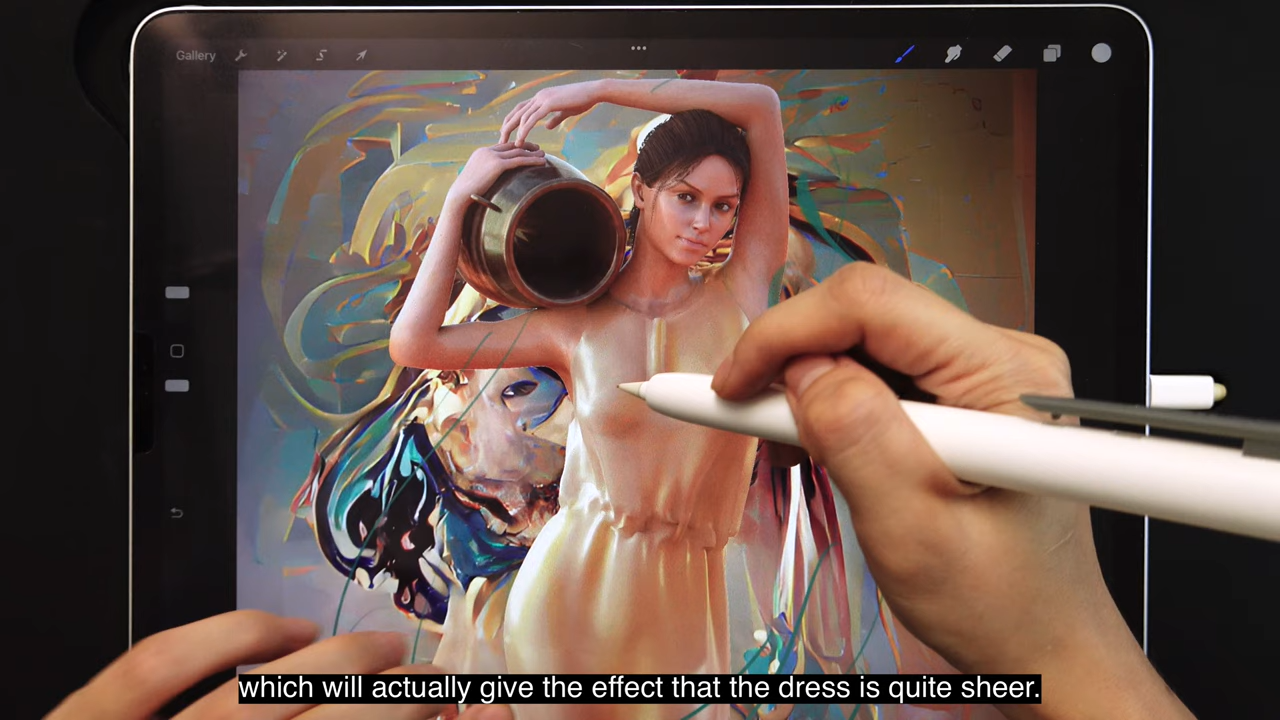 Gallery
which will actually give the effect that the dress is quite sheer.